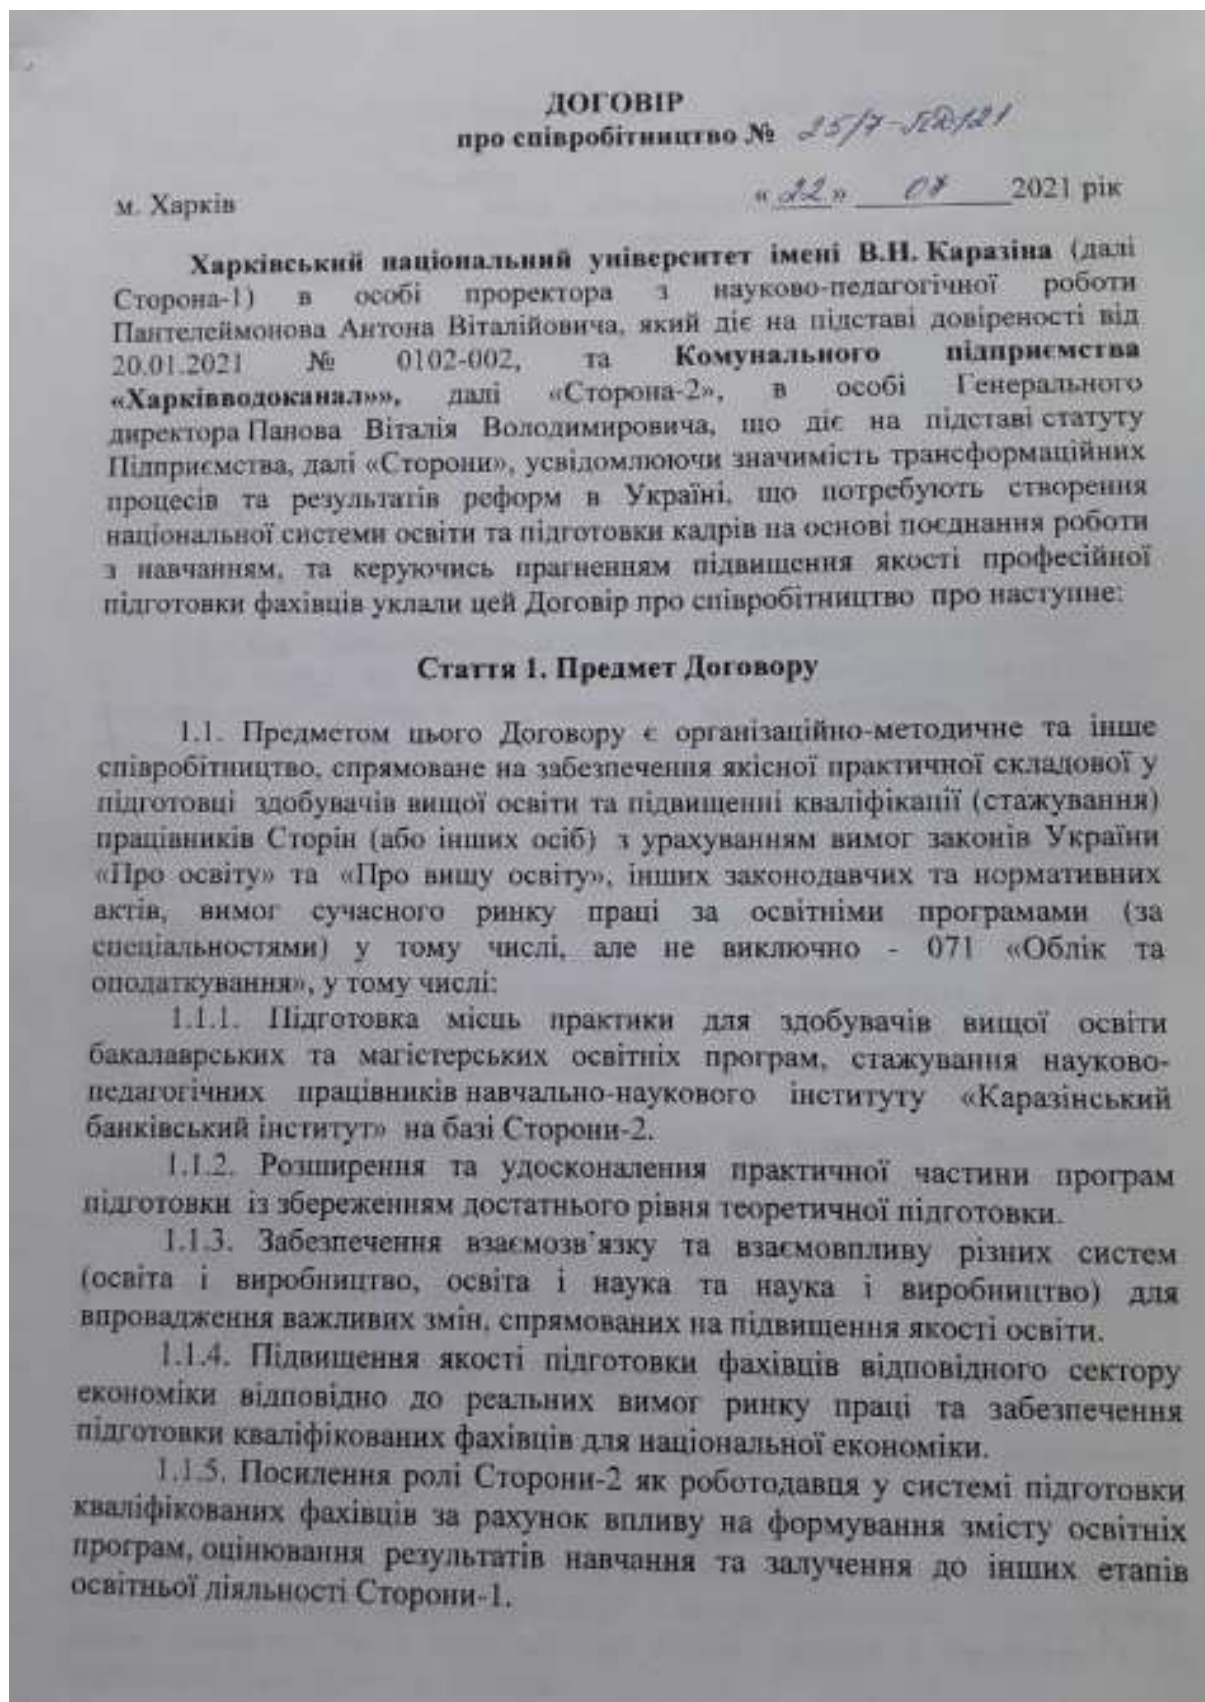 ДОГОВІР
про співробітництво № 25/7-ПД/21
м. Харків « 22 » 07 2021 рік
Харківський національний університет імені В.Н. Каразіна (далі
Сторона-1) в особі проректора з науково-педагогічної роботи
Пантелеймонова Антона Віталійовича, який діє на підставі довіреності від
20.01.2021 № 0102-002, та Комунального підприємства
«Харківводоканал»», далі «Сторона-2», в особі Генерального
директора Панова Віталія Володимировича, що діє на підставі статуту
Підприємства, далі «Сторони», усвідомлюючи значимість трансформаційних
процесів та результатів реформ в Україні, що потребують створення
національної системи освіти та підготовки кадрів на основі поєднання роботи
з навчанням, та керуючись прагненням підвищення якості професійної
підготовки фахівців уклали цей Договір про співробітництво про наступне:
Стаття 1. Предмет Договору
1.1. Предметом цього Договору є організаційно-методичне та інше
співробітництво, спрямоване на забезпечення якісної практичної складової у
підготовці здобувачів вищої освіти та підвищенні кваліфікації (стажування)
працівників Сторін (або інших осіб) з урахуванням вимог законів України
«Про освіту» та «Про вищу освіту», інших законодавчих та нормативних
актів, вимог сучасного ринку праці за освітніми програмами (за
спеціальностями) у тому числі, але не виключно - 071 «Облік та
оподаткування», у тому числі:
1.1.1. Підготовка місць практики для здобувачів вищої освіти
бакалаврських та магістерських освітніх програм, стажування науково-
педагогічних працівників навчально-наукового інституту «Каразінський
банківський інститут» на базі Сторони-2.
1.1.2. Розширення та удосконалення практичної частини програм
підготовки із збереженням достатнього рівня теоретичної підготовки.
1.1.3. Забезпечення взаємозв'язку та взаємовпливу різних систем
(освіта і виробництво, освіта і наука та наука і виробництво) для
впровадження важливих змін, спрямованих на підвищення якості освіти.
1.1.4. Підвищення якості підготовки фахівців відповідного сектору
економіки відповідно до реальних вимог ринку праці та забезпечення
підготовки кваліфікованих фахівців для національної економіки.
1.1.5. Посилення ролі Сторони-2 як роботодавця у системі підготовки
кваліфікованих фахівців за рахунок впливу на формування змісту освітніх
програм, оцінювання результатів навчання та залучення до інших етапів
освітньої діяльності Сторони-1.